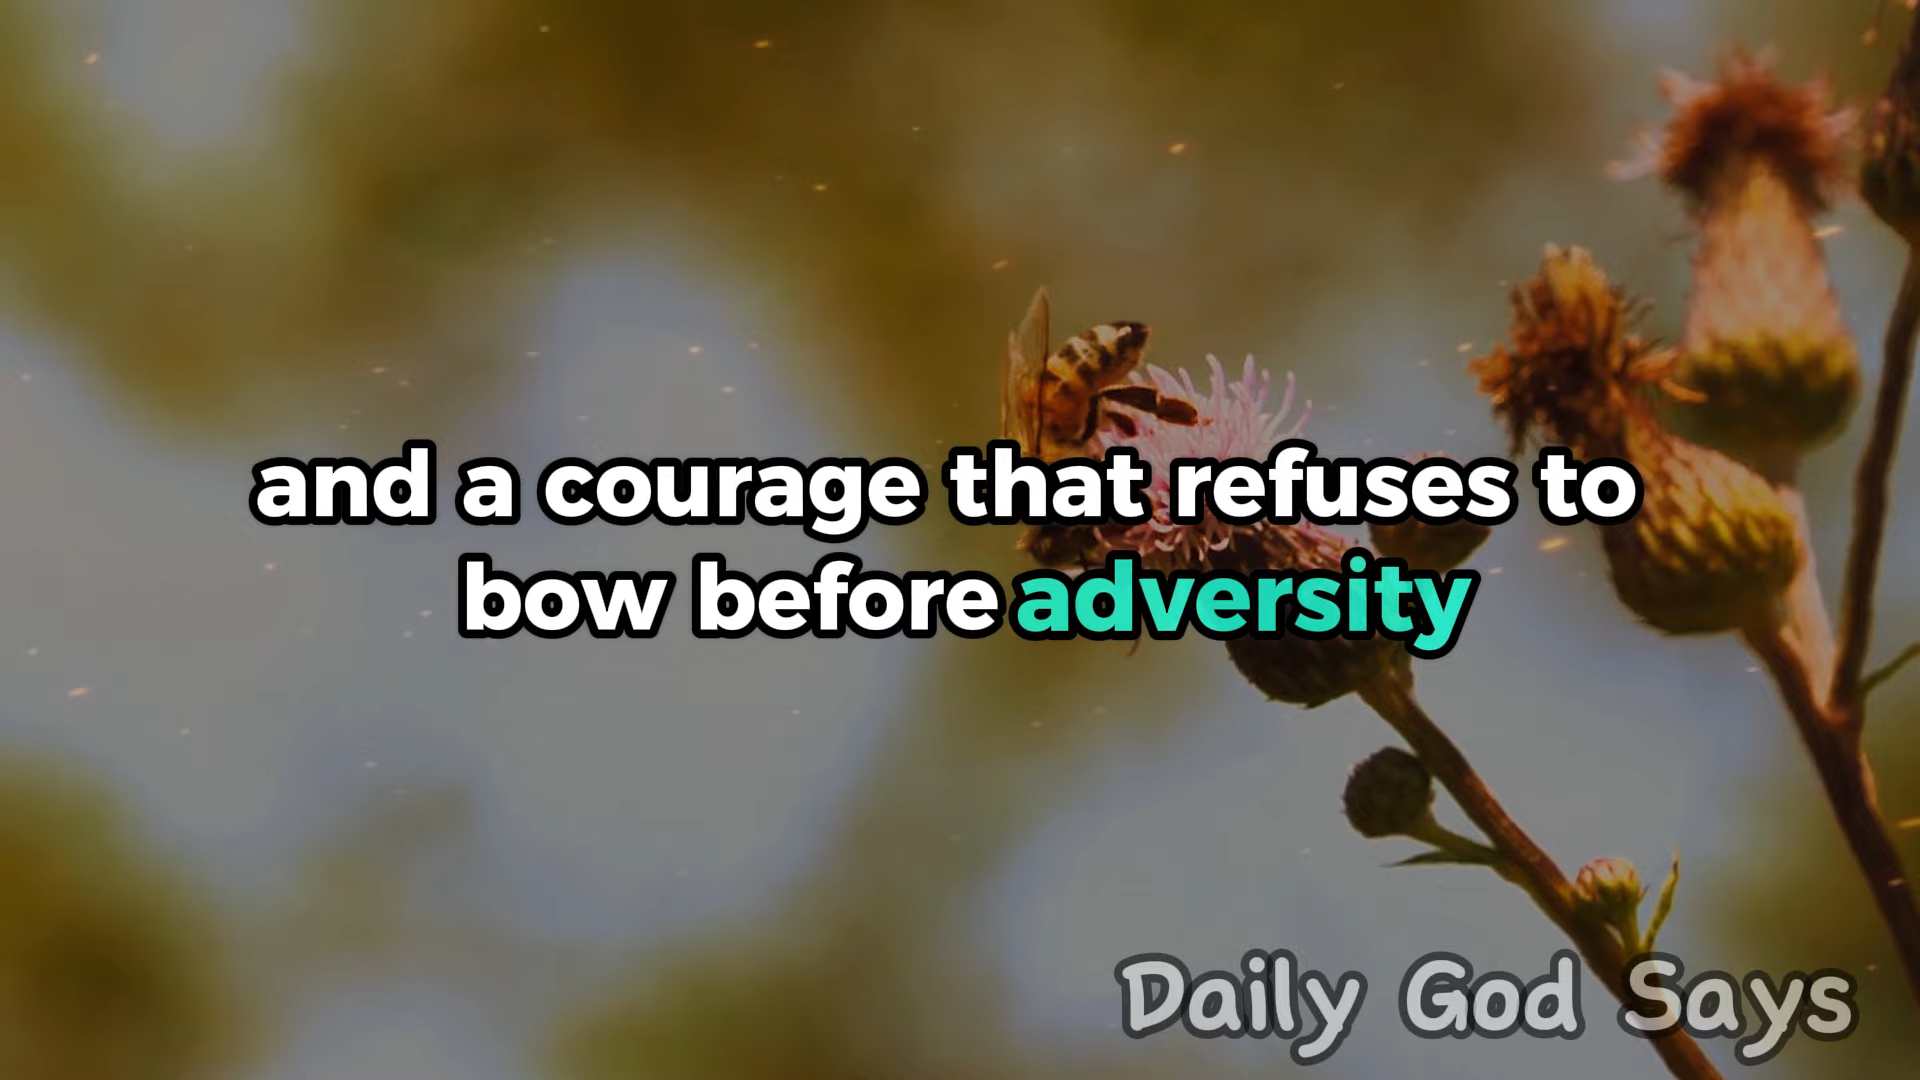 and a courage that refuses to
bow before adversity
Daily God Says